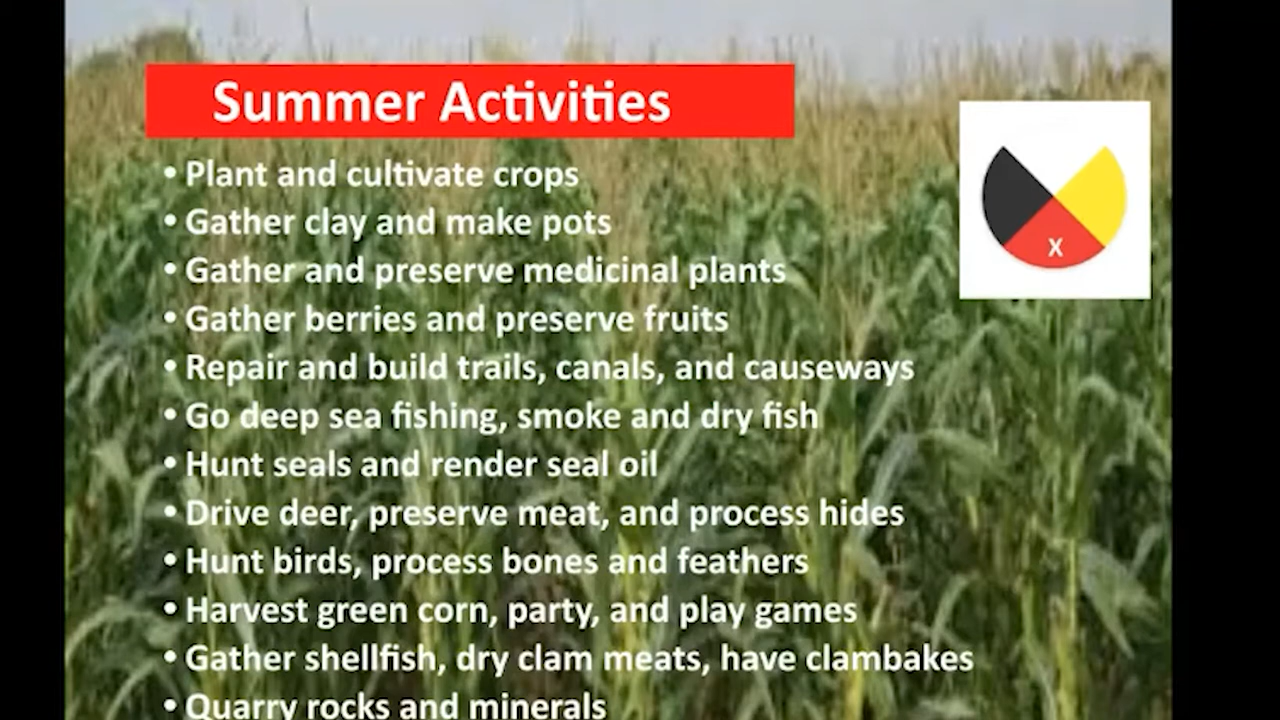 Summer Activities
• Plant and cultivate crops
• Gather clay and make pots
• Gather and preserve medicinal plants
• Gather berries and preserve fruits
• Repair and build trails, canals, and causeways
• Go deep sea fishing, smoke and dry fish
• Hunt seals and render seal oil
• Drive deer, preserve meat, and process hides
• Hunt birds, process bones and feathers
• Harvest green corn, party, and play games
• Gather shellfish, dry clam meats, have clambakes
• Quarry rocks and minerals
X